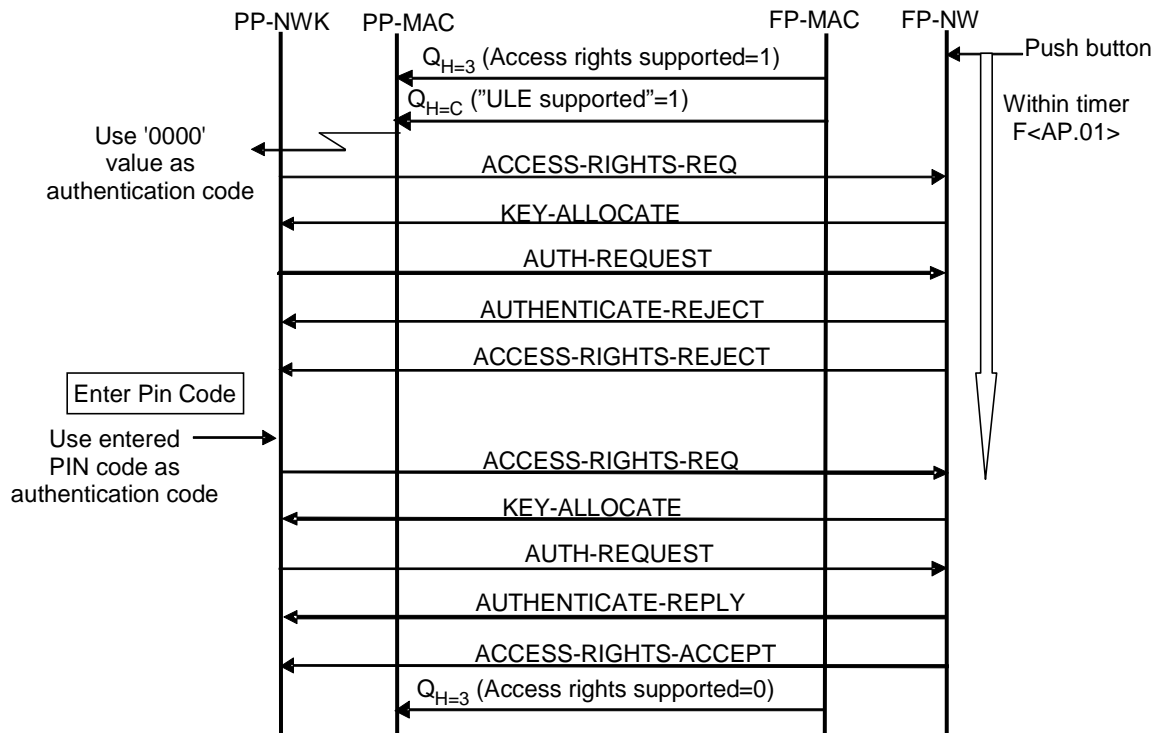 PP-NWK PP-MAC FP-MAC FP-NW
Push button
Q_H=3 (Access rights supported=1)
Q_H=C ("ULE supported"=1)
Within timer
F<AP.01>
Use '0000'
value as
authentication code
ACCESS-RIGHTS-REQ
KEY-ALLOCATE
AUTH-REQUEST
AUTHENTICATE-REJECT
ACCESS-RIGHTS-REJECT
Enter Pin Code
Use entered
PIN code as
authentication code
ACCESS-RIGHTS-REQ
KEY-ALLOCATE
AUTH-REQUEST
AUTHENTICATE-REPLY
ACCESS-RIGHTS-ACCEPT
Q_H=3 (Access rights supported=0)